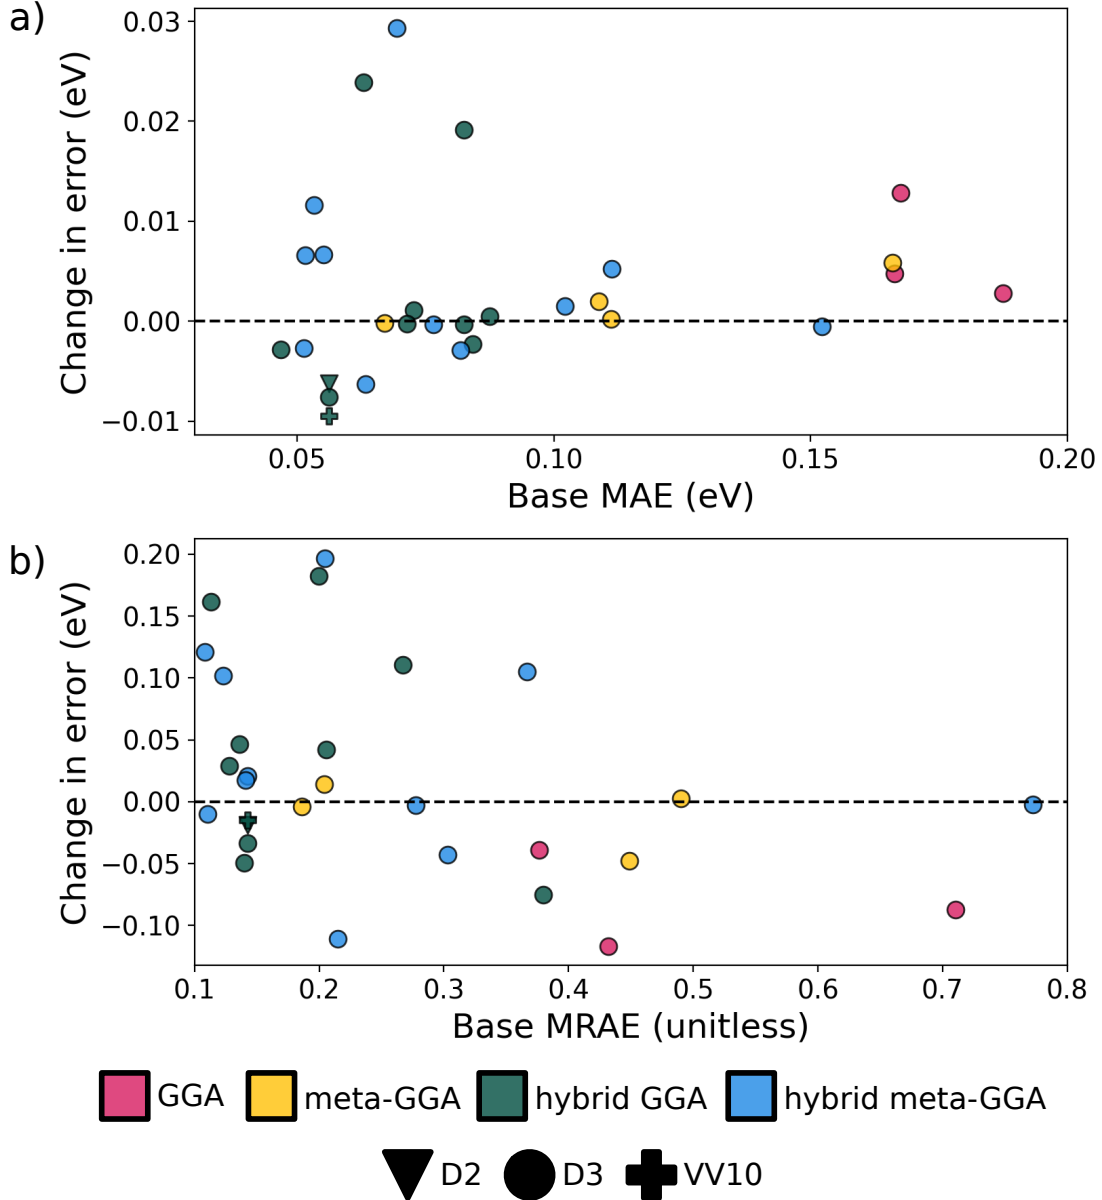 a)
Change in error (eV)
0.03
0.02
0.01
0.00
−0.01
0.05 0.10 0.15 0.20
Base MAE (eV)
b)
Change in error (eV)
0.20
0.15
0.10
0.05
0.00
−0.05
−0.10
0.1 0.2 0.3 0.4 0.5 0.6 0.7 0.8
Base MRAE (unitless)
GGA meta-GGA hybrid GGA hybrid meta-GGA
D2 D3 VV10